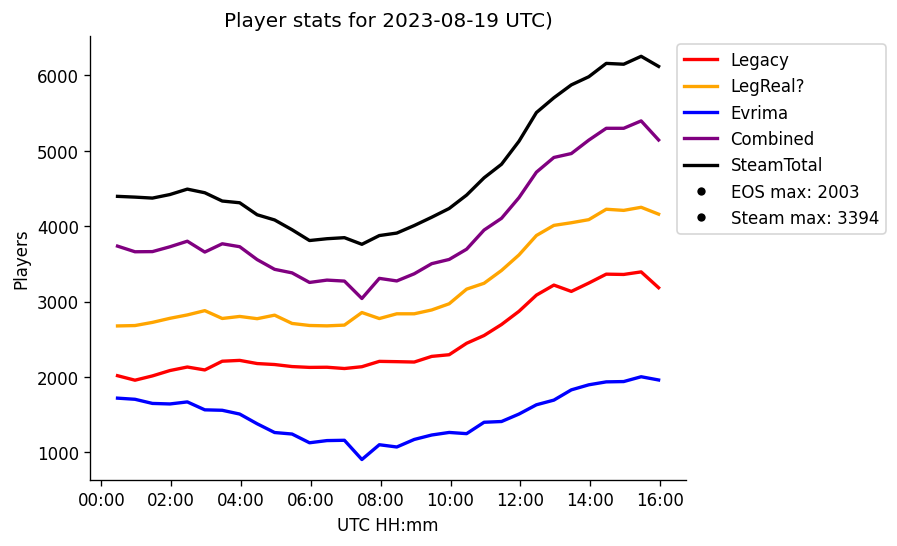 Player stats for 2023-08-19 UTC)
Legacy
LegReal?
Evrima
Combined
SteamTotal
EOS max: 2003
Steam max: 3394
Players
6000
5000
4000
3000
2000
1000
00:00 02:00 04:00 06:00 08:00 10:00 12:00 14:00 16:00
UTC HH:mm